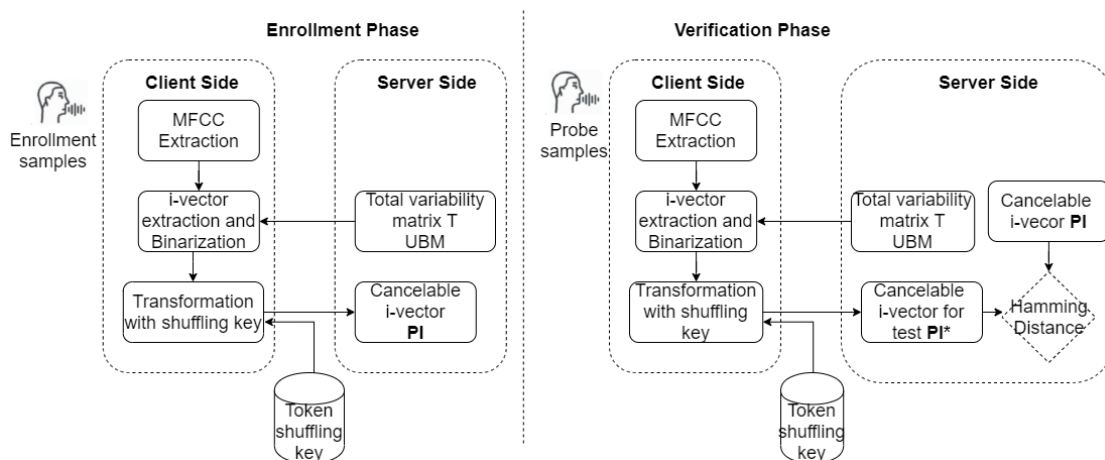 Enrollment Phase
Client Side
Server Side
Enrollment
samples
MFCC
Extraction
i-vector
extraction and
Binarization
Total variability
matrix T
UBM
Transformation
with shuffling key
Cancelable
i-vector
PI
Token
shuffling
key
Verification Phase
Client Side
Server Side
Probe
samples
MFCC
Extraction
i-vector
extraction and
Binarization
Total variability
matrix T
UBM
Cancelable
i-vecor PI
Transformation
with shuffling
key
Cancelable
i-vector for
test PI*
Hamming
Distance
Token
shuffling
key